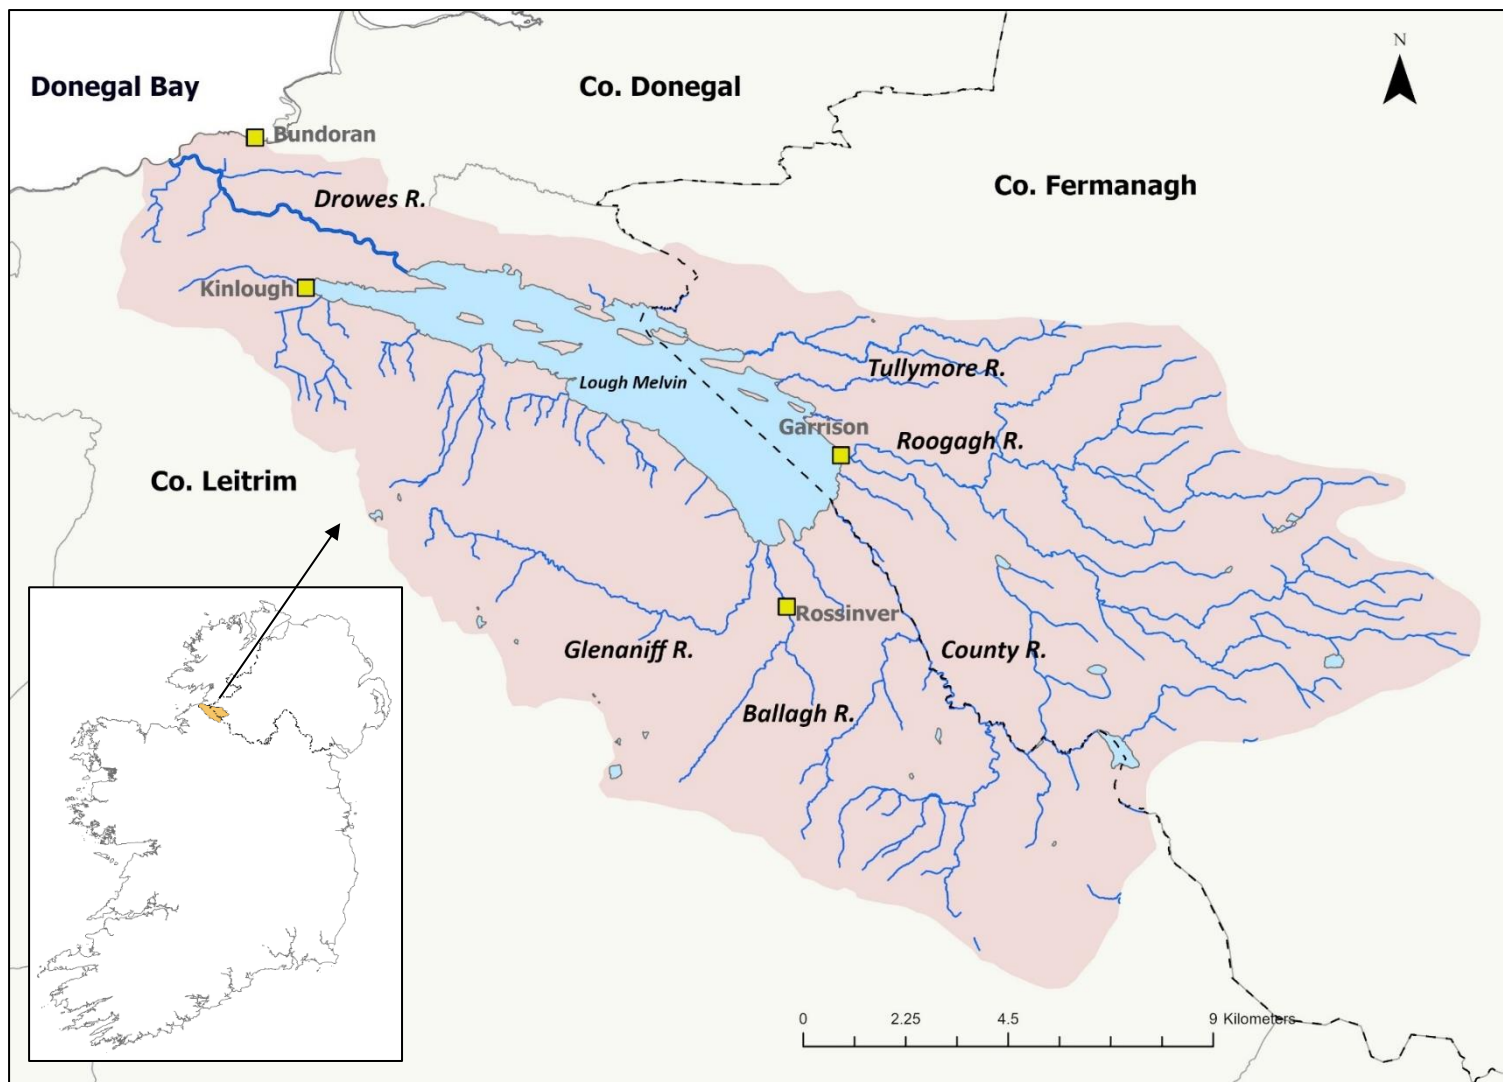 N
Donegal Bay
Co. Donegal
Bundoran
Co. Fermanagh
Drowes R.
Kinlough
Tullymore R.
Lough Melvin
Garrison
Roogagh R.
Co. Leitrim
Rossinver
Glenaniff R.
County R.
Ballagh R.
0 2.25 4.5 9 Kilometers